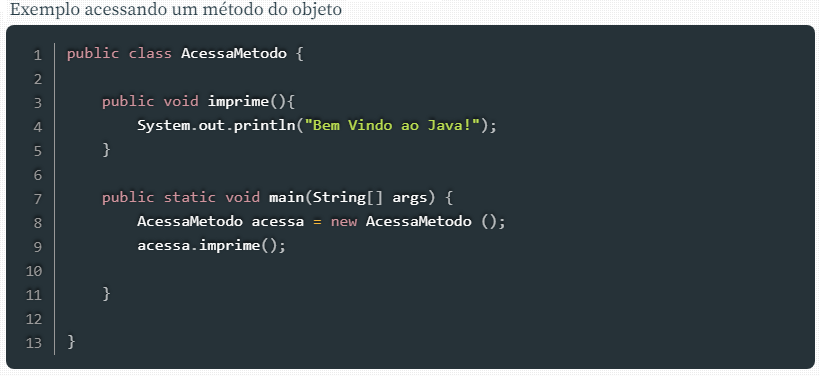 Exemplo acessando um método do objeto
1 public class AcessaMetodo {
2
3     public void imprime(){
4         System.out.println("Bem Vindo ao Java!");
5     }
6
7     public static void main(String[] args) {
8         AcessaMetodo acessa = new AcessaMetodo ();
9         acessa.imprime();
10
11     }
12
13 }